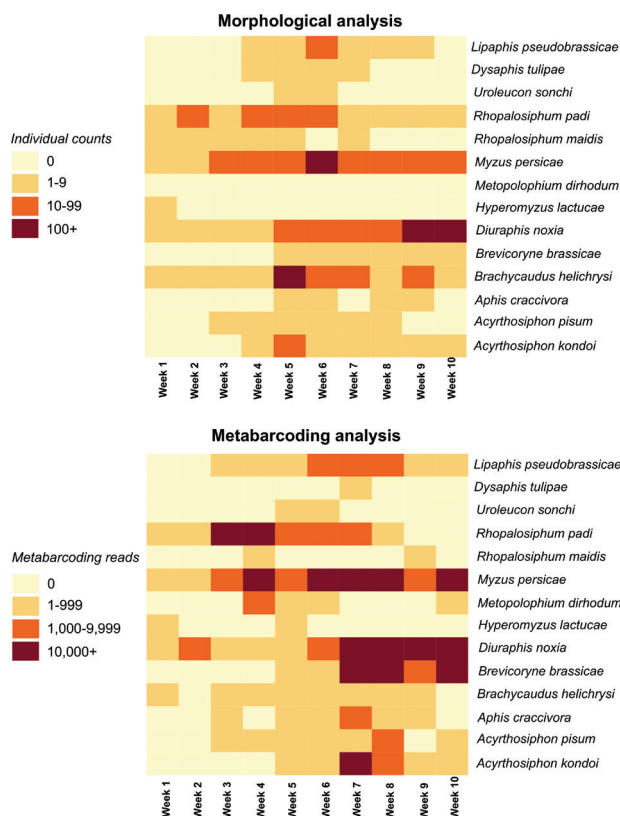 Morphological analysis
Lipaphis pseudobrassicae
Dysaphis tulipae
Uroleucon sonchi
Rhopalosiphum padi
Individual counts
Rhopalosiphum maidis
0
Myzus persicae
1-9
Metopolophium dirhodum
10-99
Hyperomyzus lactucae
100+
Diuraphis noxia
Brevicoryne brassicae
Brachycaudus helichrysi
Aphis craccivora
Acyrthosiphon pisum
Acyrthosiphon kondoi
Week 1 Week 2 Week 3 Week 4 Week 5 Week 6 Week 7 Week 8 Week 9 Week 10
Metabarcoding analysis
Lipaphis pseudobrassicae
Dysaphis tulipae
Uroleucon sonchi
Rhopalosiphum padi
Metabarcoding reads
Rhopalosiphum maidis
0
Myzus persicae
1-999
Metopolophium dirhodum
1,000-9,999
Hyperomyzus lactucae
10,000+
Diuraphis noxia
Brevicoryne brassicae
Brachycaudus helichrysi
Aphis craccivora
Acyrthosiphon pisum
Acyrthosiphon kondoi
Week 1 Week 2 Week 3 Week 4 Week 5 Week 6 Week 7 Week 8 Week 9 Week 10